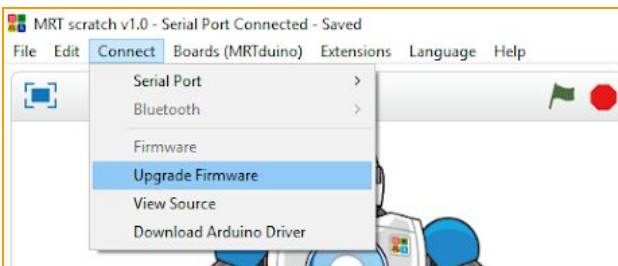 MRT scratch v1.0 - Serial Port Connected - Saved
File Edit Connect Boards (MRTduino) Extensions Language Help
Serial Port
Bluetooth
Firmware
Upgrade Firmware
View Source
Download Arduino Driver